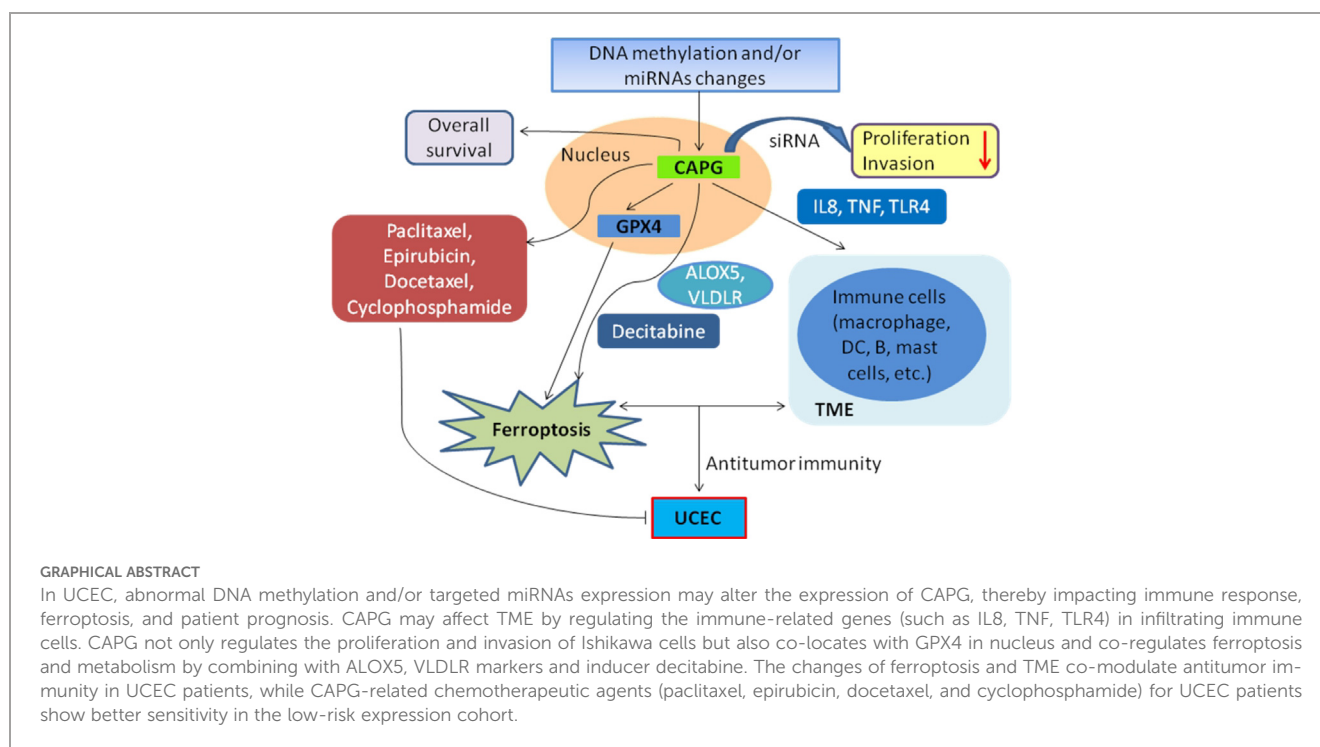 DNA methylation and/or
miRNAs changes
Overall
survival
Nucleus
CAPG
siRNA
Proliferation
Invasion
GPX4
IL8, TNF, TLR4
Paclitaxel,
Epirubicin,
Docetaxel,
Cyclophosphamide
ALOX5,
VLDLR
Decitabine
Immune cells
(macrophage,
DC, B, mast
cells, etc.)
TME
Ferroptosis
Antitumor immunity
UCEC
GRAPHICAL ABSTRACT
In UCEC, abnormal DNA methylation and/or targeted miRNAs expression may alter the expression of CAPG, thereby impacting immune response,
ferroptosis, and patient prognosis. CAPG may affect TME by regulating the immune-related genes (such as IL8, TNF, TLR4) in infiltrating immune
cells. CAPG not only regulates the proliferation and invasion of Ishikawa cells but also co-locates with GPX4 in nucleus and co-regulates ferroptosis
and metabolism by combining with ALOX5, VLDLR markers and inducer decitabine. The changes of ferroptosis and TME co-modulate antitumor im-
munity in UCEC patients, while CAPG-related chemotherapeutic agents (paclitaxel, epirubicin, docetaxel, and cyclophosphamide) for UCEC patients
show better sensitivity in the low-risk expression cohort.